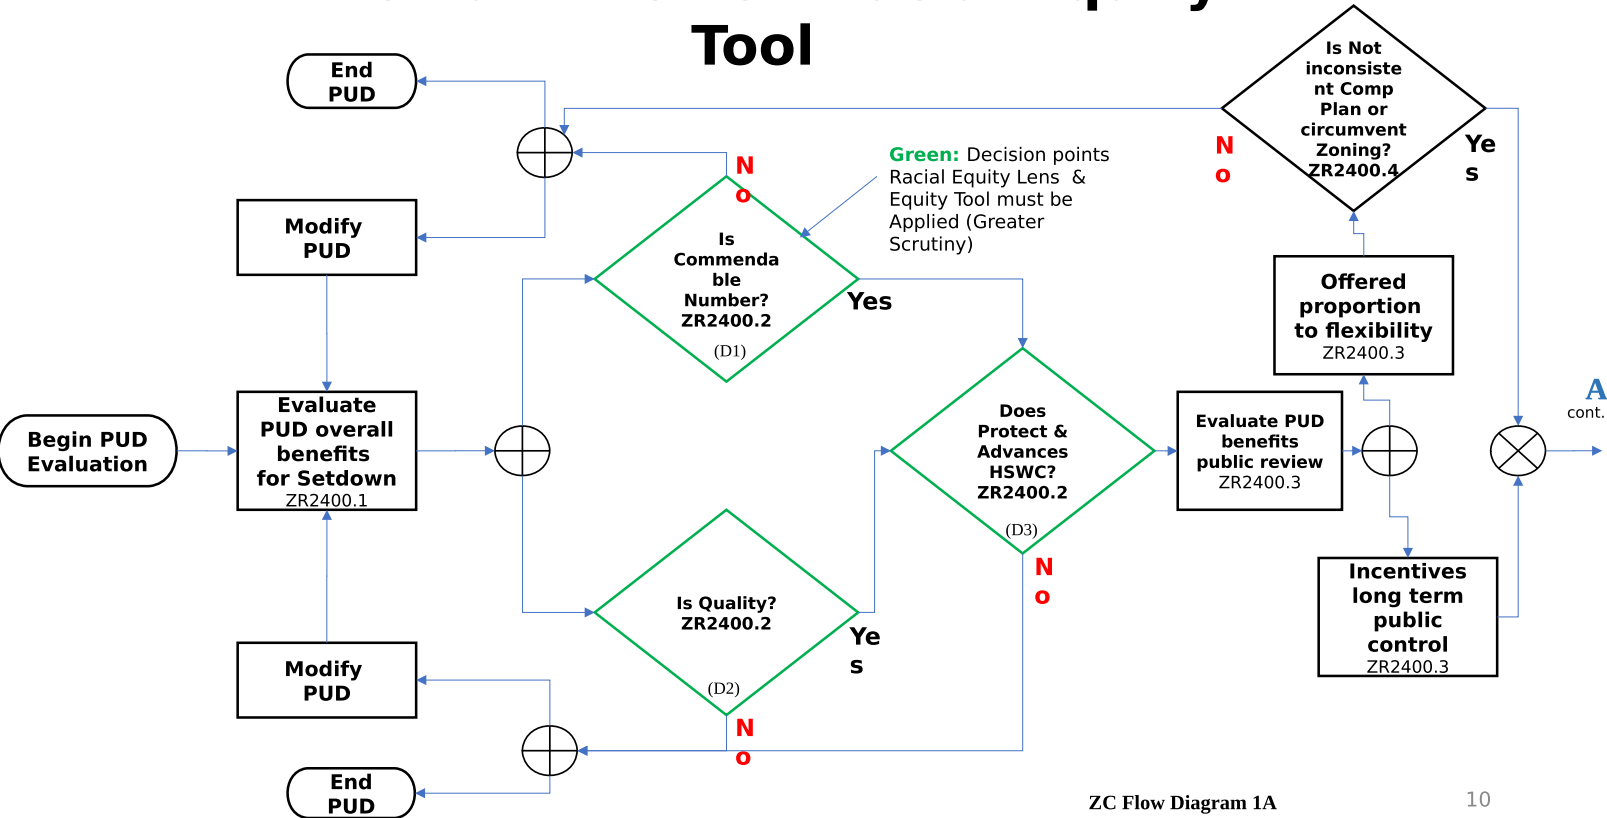 Tool
End
PUD
Is Not
inconsiste
nt Comp
Plan or
circumvent
Zoning?
ZR2400.4
N
o
Ye
s
N
o
Green: Decision points
Racial Equity Lens  &
Equity Tool must be
Applied (Greater
Scrutiny)
Modify
PUD
Is
Commenda
ble
Number?
ZR2400.2
(D1)
Yes
Offered
proportion
to flexibility
ZR2400.3
Begin PUD
Evaluation
Evaluate
PUD overall
benefits
for Setdown
ZR2400.1
Does
Protect &
Advances
HSWC?
ZR2400.2
(D3)
N
o
Evaluate PUD
benefits
public review
ZR2400.3
A
cont.
Is Quality?
ZR2400.2
(D2)
Ye
s
N
o
Incentives
long term
public
control
ZR2400.3
Modify
PUD
End
PUD
ZC Flow Diagram 1A
10